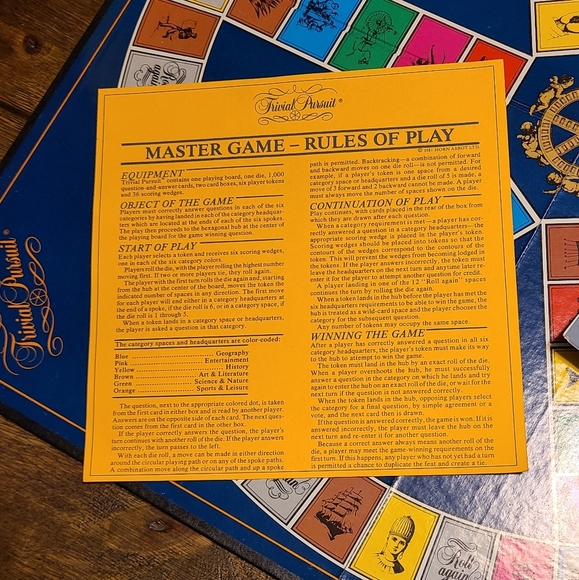 Trivial Pursuit®
MASTER GAME – RULES OF PLAY
© 1981 HORN ABBOT LTD.
EQUIPMENT
Trivial Pursuit® contains one playing board, one die, 1,000
question-and-answer cards, two card boxes, six player tokens
and 36 scoring wedges.
OBJECT OF THE GAME
Players must correctly answer questions in each of the six
categories by having landed in each of the category headquar-
ters which are located at the ends of each of the six spokes.
The play then proceeds to the hexagonal hub at the center of
the playing board for the game winning question.
START OF PLAY
Each player selects a token and receives six scoring wedges,
one in each of the six category colors.
Players roll the die, with the player rolling the highest number
moving first. If two or more players tie, they roll again.
The player with the first turn rolls the die again and, starting
from the hub at the center of the board, moves the token the
indicated number of spaces in any direction. The first move
for each player will end either in a category headquarters at
the end of a spoke, if the die roll is 6, or in a category space, if
the die roll is 1 through 5.
When a token lands in a category space or headquarters,
the player is asked a question in that category.
The category spaces and headquarters are color-coded:
Blue Geography
Pink Entertainment
Yellow History
Brown Art & Literature
Green Science & Nature
Orange Sports & Leisure
The question, next to the appropriate colored dot, is taken
from the first card in either box and is read by another player.
Answers are on the opposite side of each card. The next ques-
tion comes from the first card in the other box.
If the player correctly answers the question, the player's
turn continues with another roll of the die. If the player answers
incorrectly, the turn passes to the left.
With each die roll, a move can be made in either direction
around the circular playing path or on any of the spoke paths.
A combination move along the circular path and up a spoke
path is permitted. Backtracking—a combination of forward
and backward moves on one die roll—is not permitted. For
example, if a player's token is one space from a desired
category space or headquarters and a die roll of 5 is made, a
move of 3 forward and 2 backward cannot be made. A player
must always move the number of spaces shown on the die.
CONTINUATION OF PLAY
Play continues, with cards placed in the rear of the box from
which they are drawn after each question.
When a category requirement is met—a player has cor-
rectly answered a question in a category headquarters—the
appropriate scoring wedge is placed in the player's token.
Scoring wedges should be placed into tokens so that the
contours of the wedge correspond to the contours of the
token. This will prevent the wedges from becoming lodged in
the tokens. If the player answers incorrectly, the token must
leave the headquarters on the next turn and anytime later re-
enter it for the player to attempt another question for credit.
A player landing in one of the 12 "Roll again" spaces
continues the turn by rolling the die again.
When a token lands in the hub before the player has met the
six headquarters requirements to be able to win the game, the
hub is treated as a wild-card space and the player chooses the
category for the subsequent question.
Any number of tokens may occupy the same space.
WINNING THE GAME
After a player has correctly answered a question in all six
category headquarters, the player's token must make its way
to the hub to attempt to win the game.
The token must land in the hub by an exact roll of the die.
When a player overshoots the hub, he must successfully
answer a question in the category on which he lands and try
again to enter the hub on an exact roll of the die, or wait for the
next turn if the question is not answered correctly.
When the token lands in the hub, opposing players select
the category for a final question, by simple agreement or a
vote, and the next card then is drawn.
If the question is answered correctly, the game is won. If it is
answered incorrectly, the player must leave the hub on the
next turn and re-enter it for another question.
Because a correct answer always means another roll of the
die, a player may meet the game-winning requirements on the
first turn. If this happens, any player who has not yet had a turn
is permitted a chance to duplicate the feat and create a tie.
Trivial Pursuit®
Roll
again
Roll
again